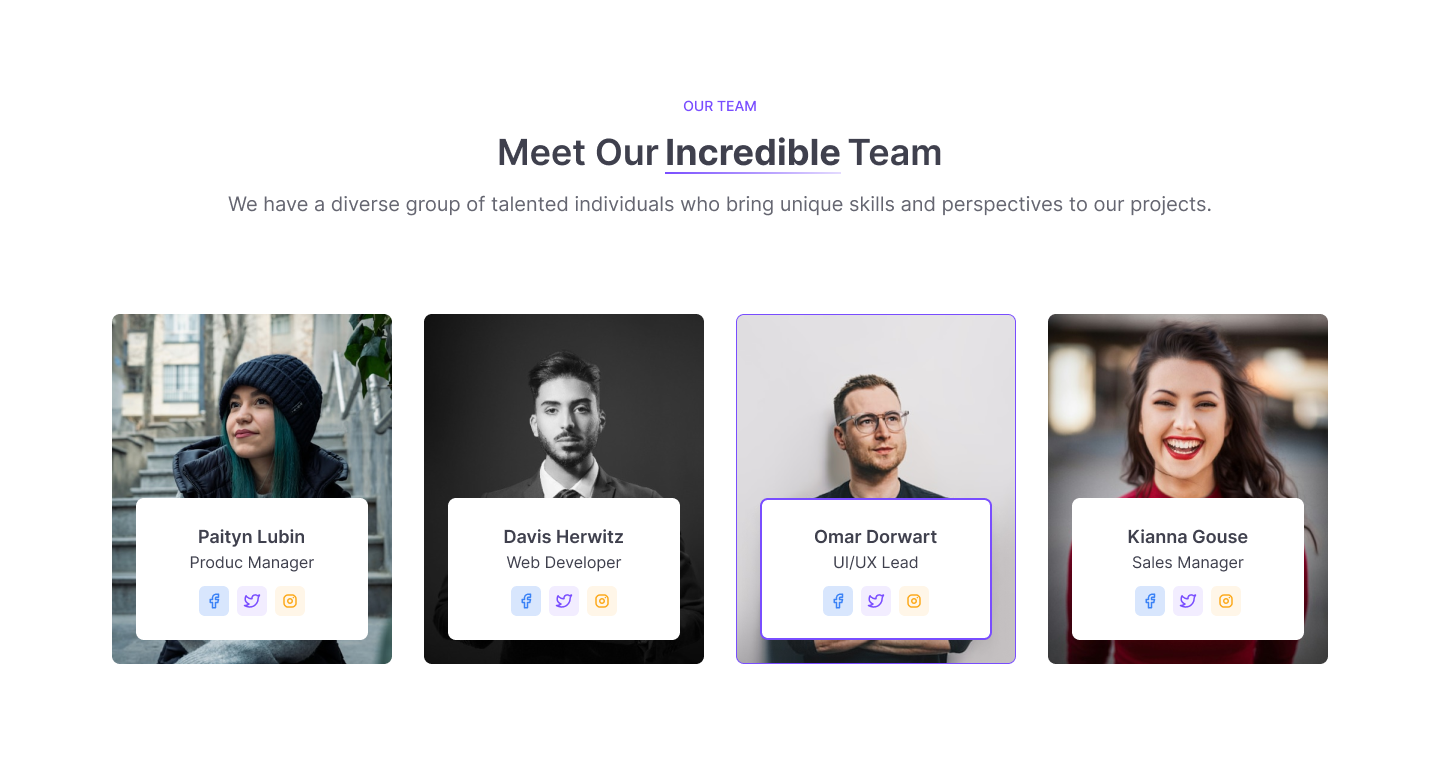 OUR TEAM
Meet Our Incredible Team
We have a diverse group of talented individuals who bring unique skills and perspectives to our projects.
Paityn Lubin
Produc Manager
Davis Herwitz
Web Developer
Omar Dorwart
UI/UX Lead
Kianna Gouse
Sales Manager